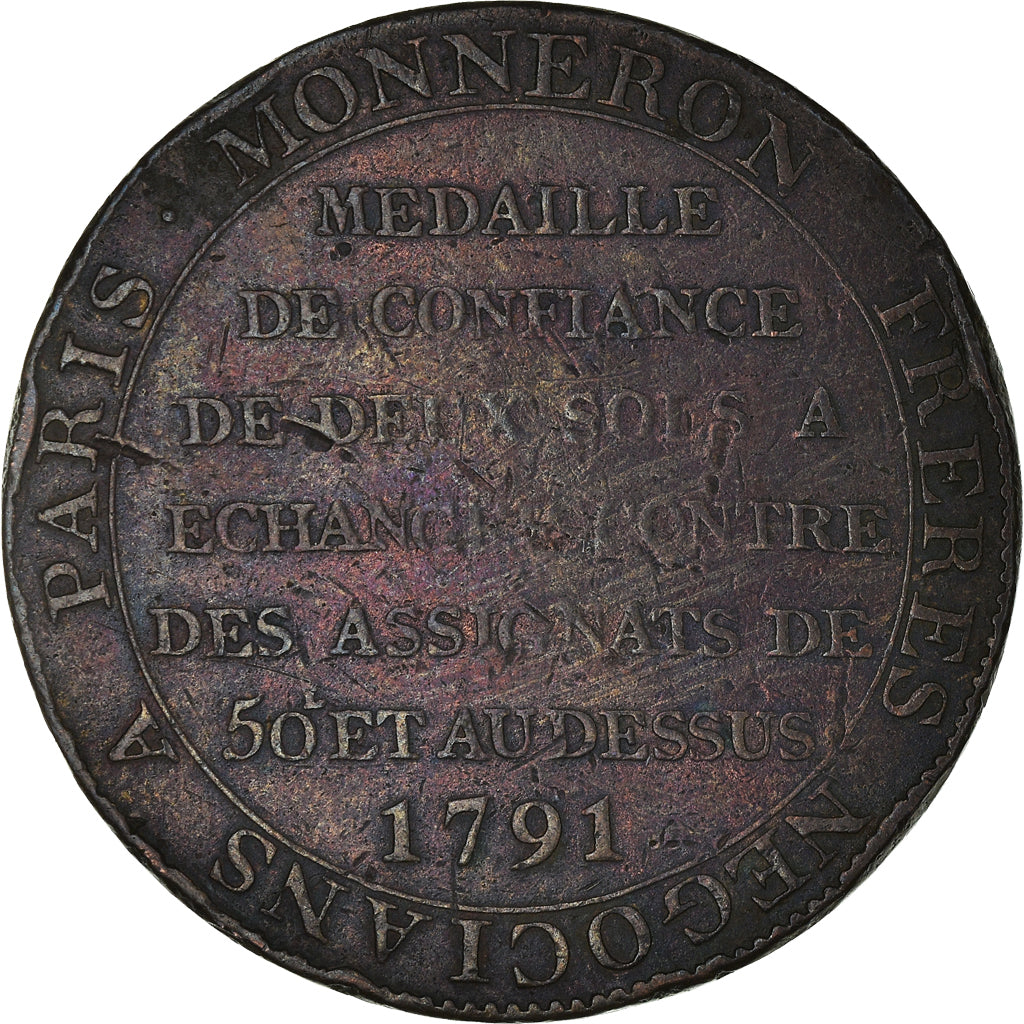 MONNERON FRERES NEGOCIANS A PARIS
MEDAILLE
DE CONFIANCE
DE DEUX SOLS A
ECHANGER CONTRE
DES ASSIGNATS DE
50L ET AU DESSUS
1791